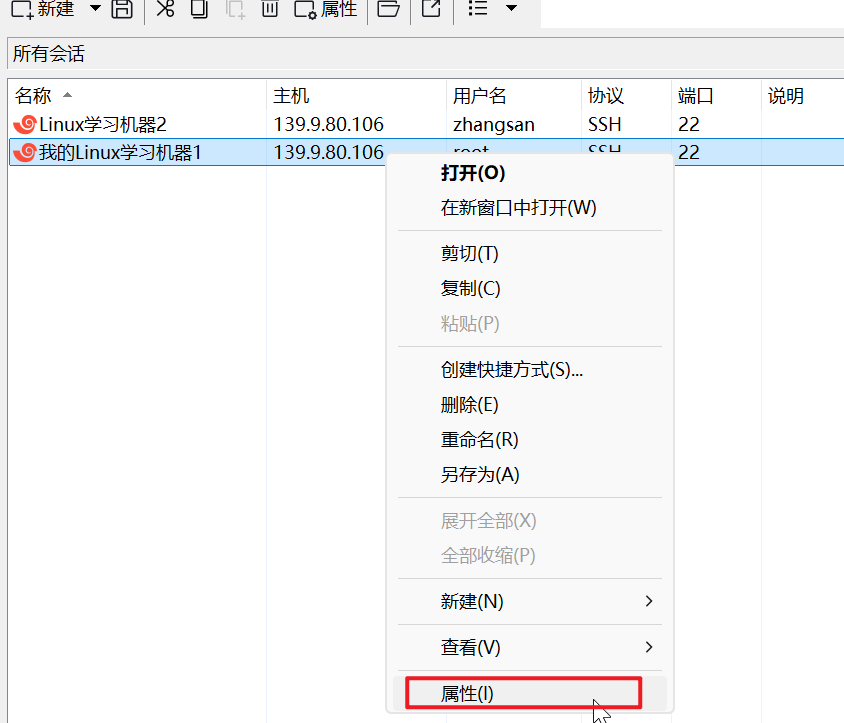 新建 属性
所有会话
名称 主机 用户名 协议 端口 说明
Linux学习机器2 139.9.80.106 zhangsan SSH 22
我的Linux学习机器1 139.9.80.106 root SSH 22
打开(O)
在新窗口中打开(W)
剪切(T)
复制(C)
粘贴(P)
创建快捷方式(S)...
删除(E)
重命名(R)
另存为(A)
展开全部(X)
全部收缩(P)
新建(N)
查看(V)
属性(I)